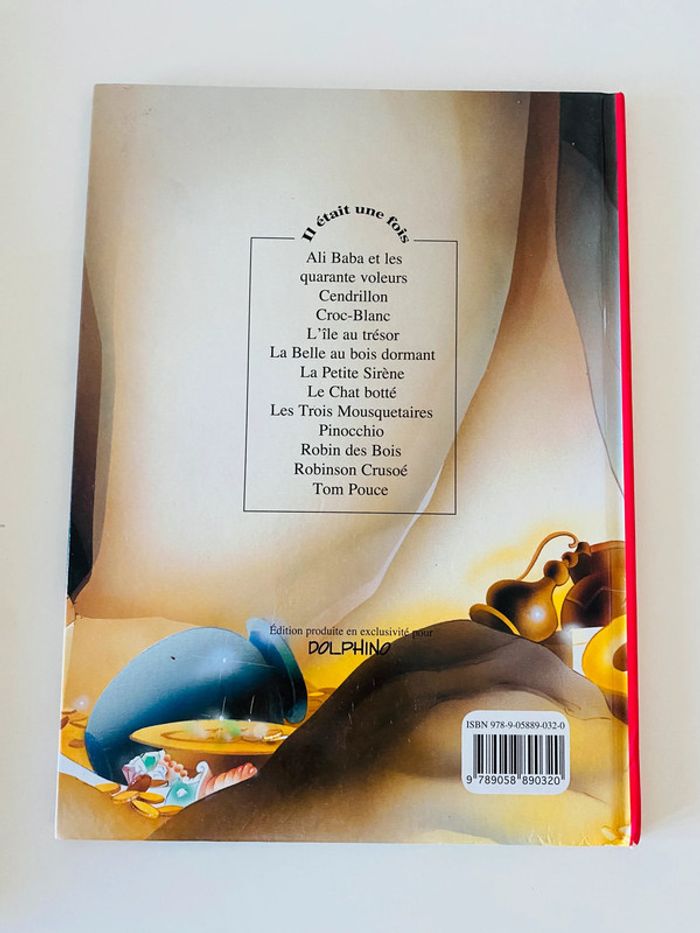 Il était une fois
Ali Baba et les
quarante voleurs
Cendrillon
Croc-Blanc
L'île au trésor
La Belle au bois dormant
La Petite Sirène
Le Chat botté
Les Trois Mousquetaires
Pinocchio
Robin des Bois
Robinson Crusoé
Tom Pouce
Édition produite en exclusivité pour
DOLPHINO
ISBN 978-9-05889-032-0
9 789058 890320